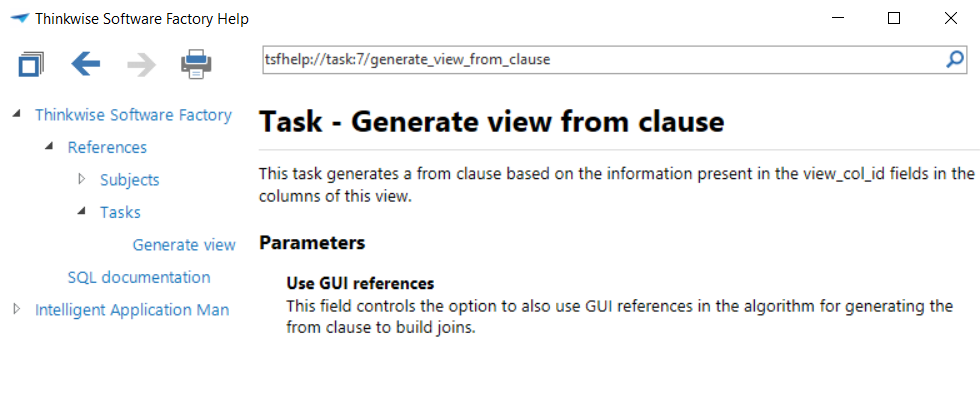 Thinkwise Software Factory Help
tsfhelp://task:7/generate_view_from_clause
Thinkwise Software Factory
References
Subjects
Tasks
Generate view
SQL documentation
Intelligent Application Man
Task - Generate view from clause
This task generates a from clause based on the information present in the view_col_id fields in the
columns of this view.
Parameters
Use GUI references
This field controls the option to also use GUI references in the algorithm for generating the
from clause to build joins.